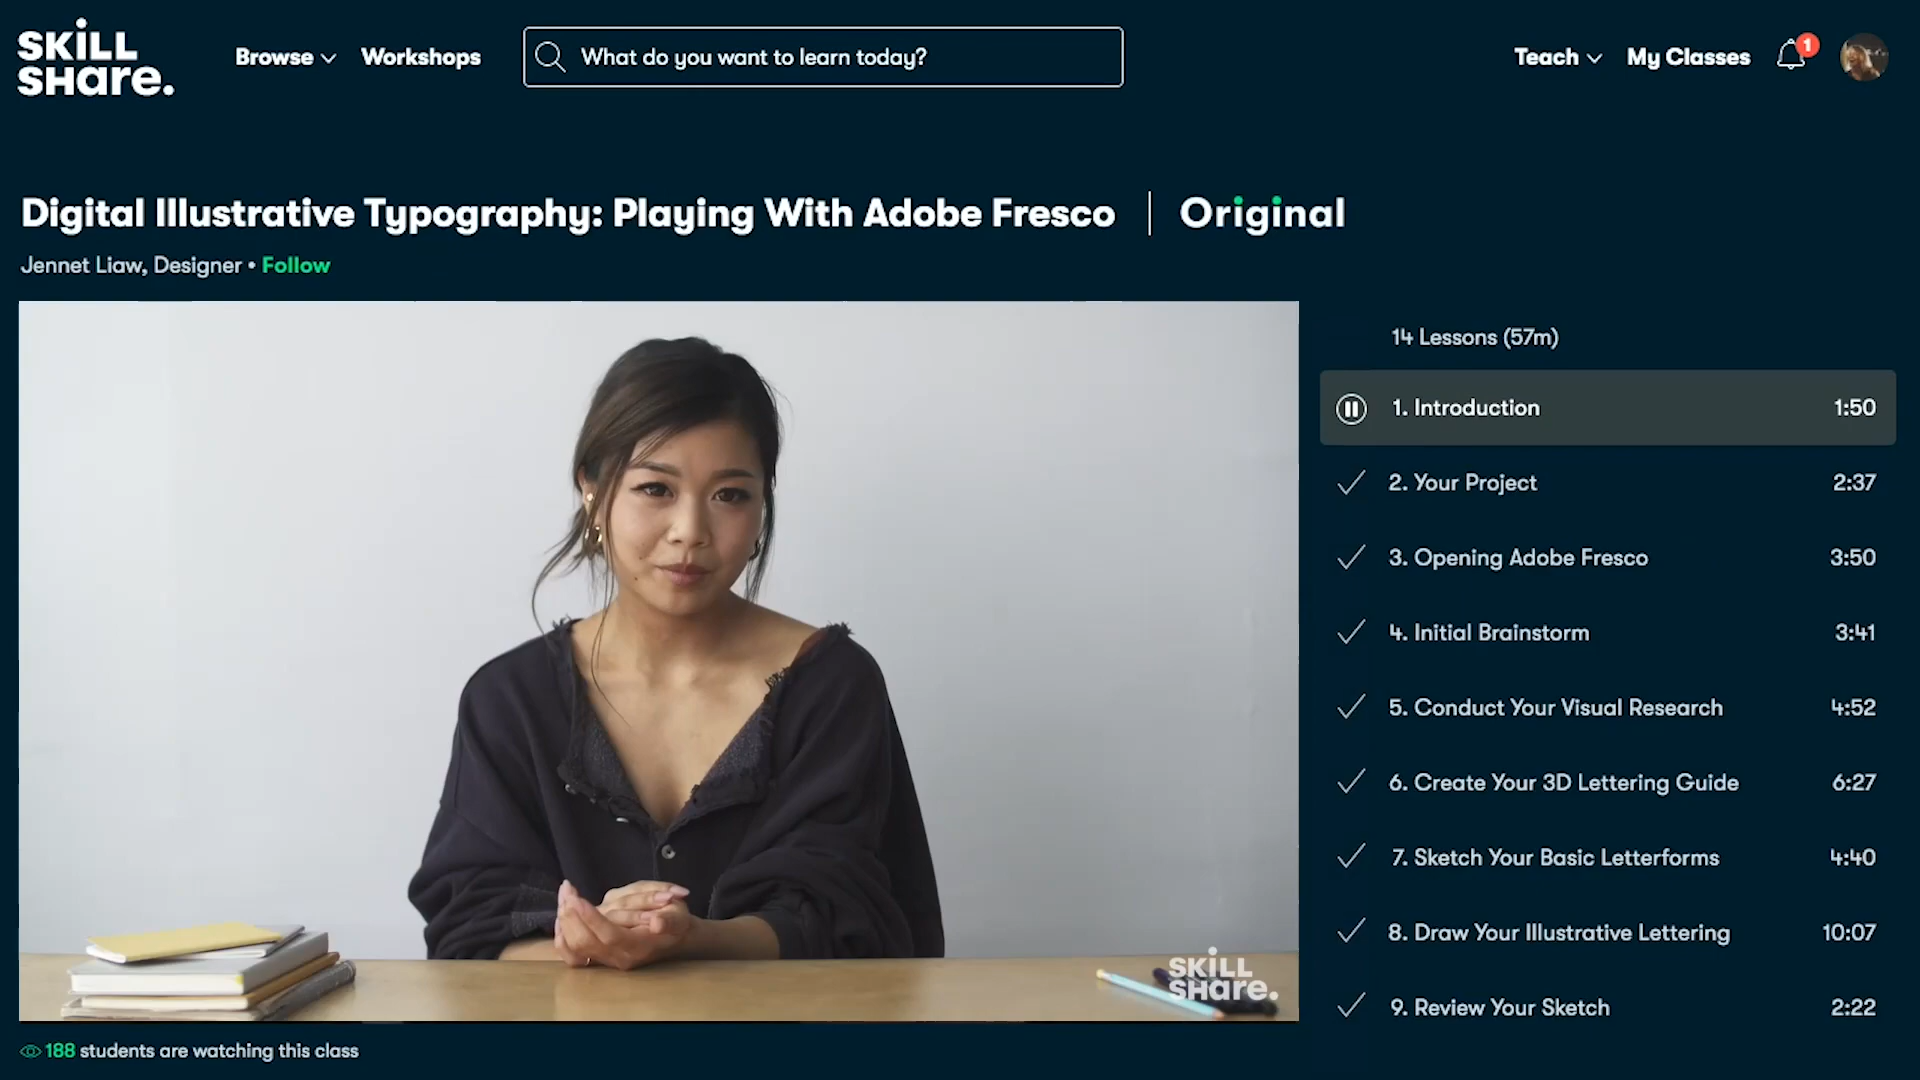 SKILL
SHare.
Browse
Workshops
What do you want to learn today?
Teach
My Classes
1
Digital Illustrative Typography: Playing With Adobe Fresco | Original
Jennet Liaw, Designer • Follow
14 Lessons (57m)
1. Introduction 1:50
2. Your Project 2:37
3. Opening Adobe Fresco 3:50
4. Initial Brainstorm 3:41
5. Conduct Your Visual Research 4:52
6. Create Your 3D Lettering Guide 6:27
7. Sketch Your Basic Letterforms 4:40
8. Draw Your Illustrative Lettering 10:07
9. Review Your Sketch 2:22
SKILL
SHare.
188 students are watching this class